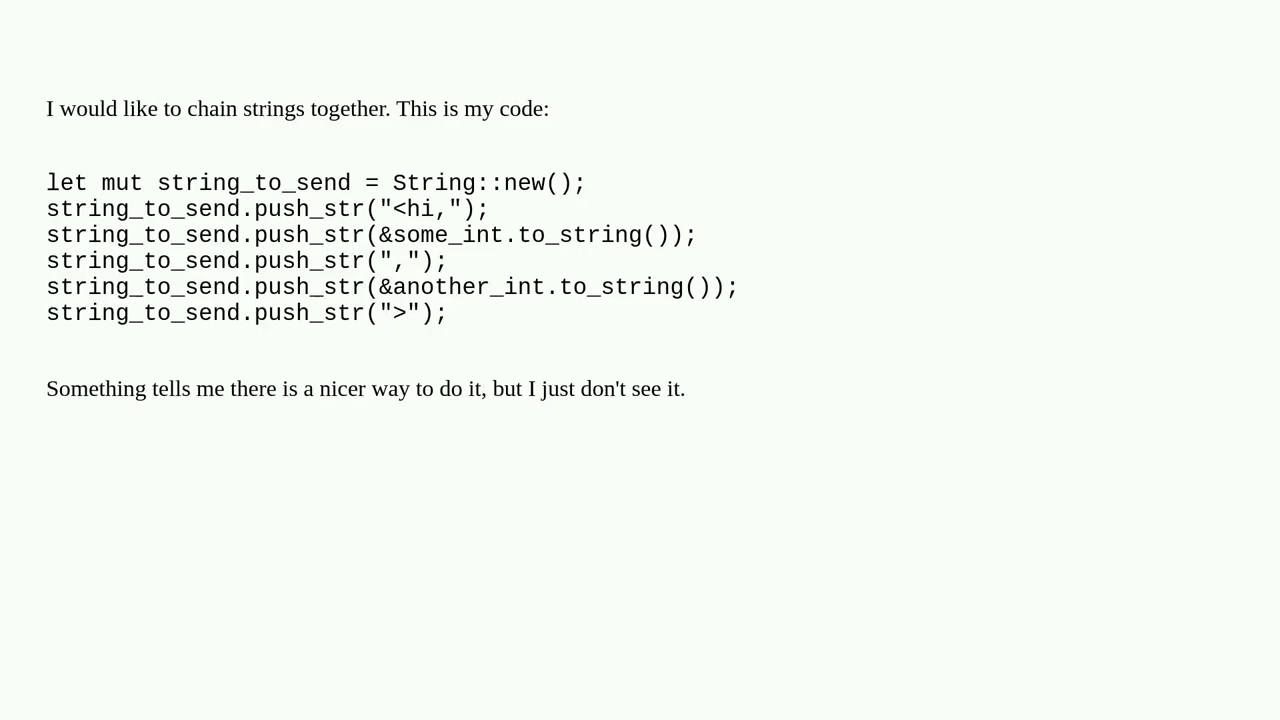 I would like to chain strings together. This is my code:
let mut string_to_send = String::new();
string_to_send.push_str("<hi,");
string_to_send.push_str(&some_int.to_string());
string_to_send.push_str(",");
string_to_send.push_str(&another_int.to_string());
string_to_send.push_str(">");
Something tells me there is a nicer way to do it, but I just don't see it.